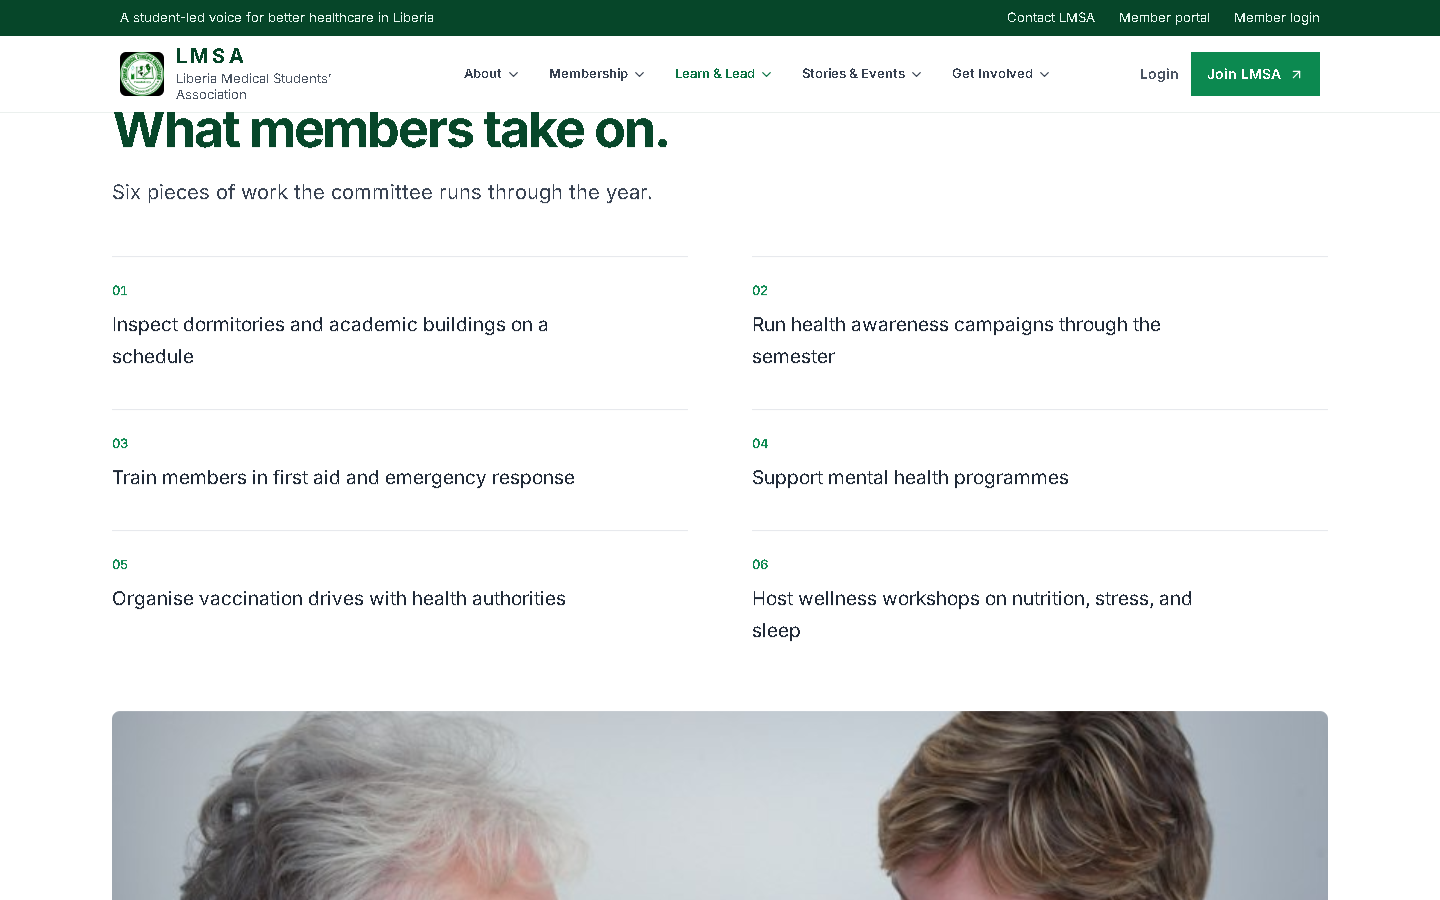 A student-led voice for better healthcare in Liberia
Contact LMSA Member portal Member login
LMSA
Liberia Medical Students'
Association
About Membership Learn & Lead Stories & Events Get Involved
Login Join LMSA
What members take on.
Six pieces of work the committee runs through the year.
01
Inspect dormitories and academic buildings on a
schedule
02
Run health awareness campaigns through the
semester
03
Train members in first aid and emergency response
04
Support mental health programmes
05
Organise vaccination drives with health authorities
06
Host wellness workshops on nutrition, stress, and
sleep